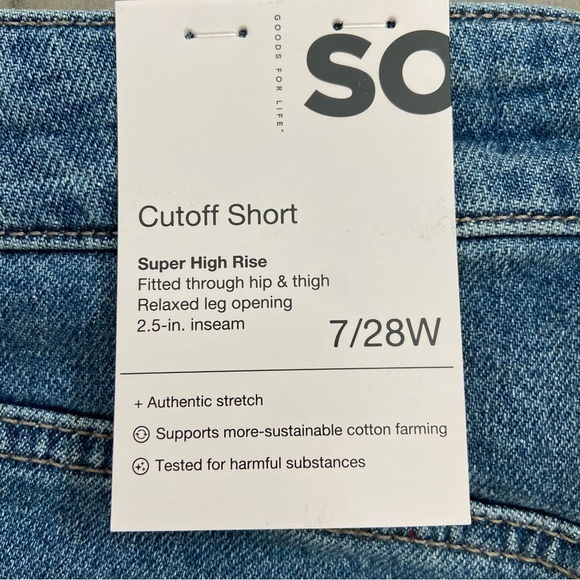 GOODS FOR LIFE*
SO
Cutoff Short
Super High Rise
Fitted through hip & thigh
Relaxed leg opening
2.5-in. inseam
7/28W
+ Authentic stretch
Supports more-sustainable cotton farming
Tested for harmful substances